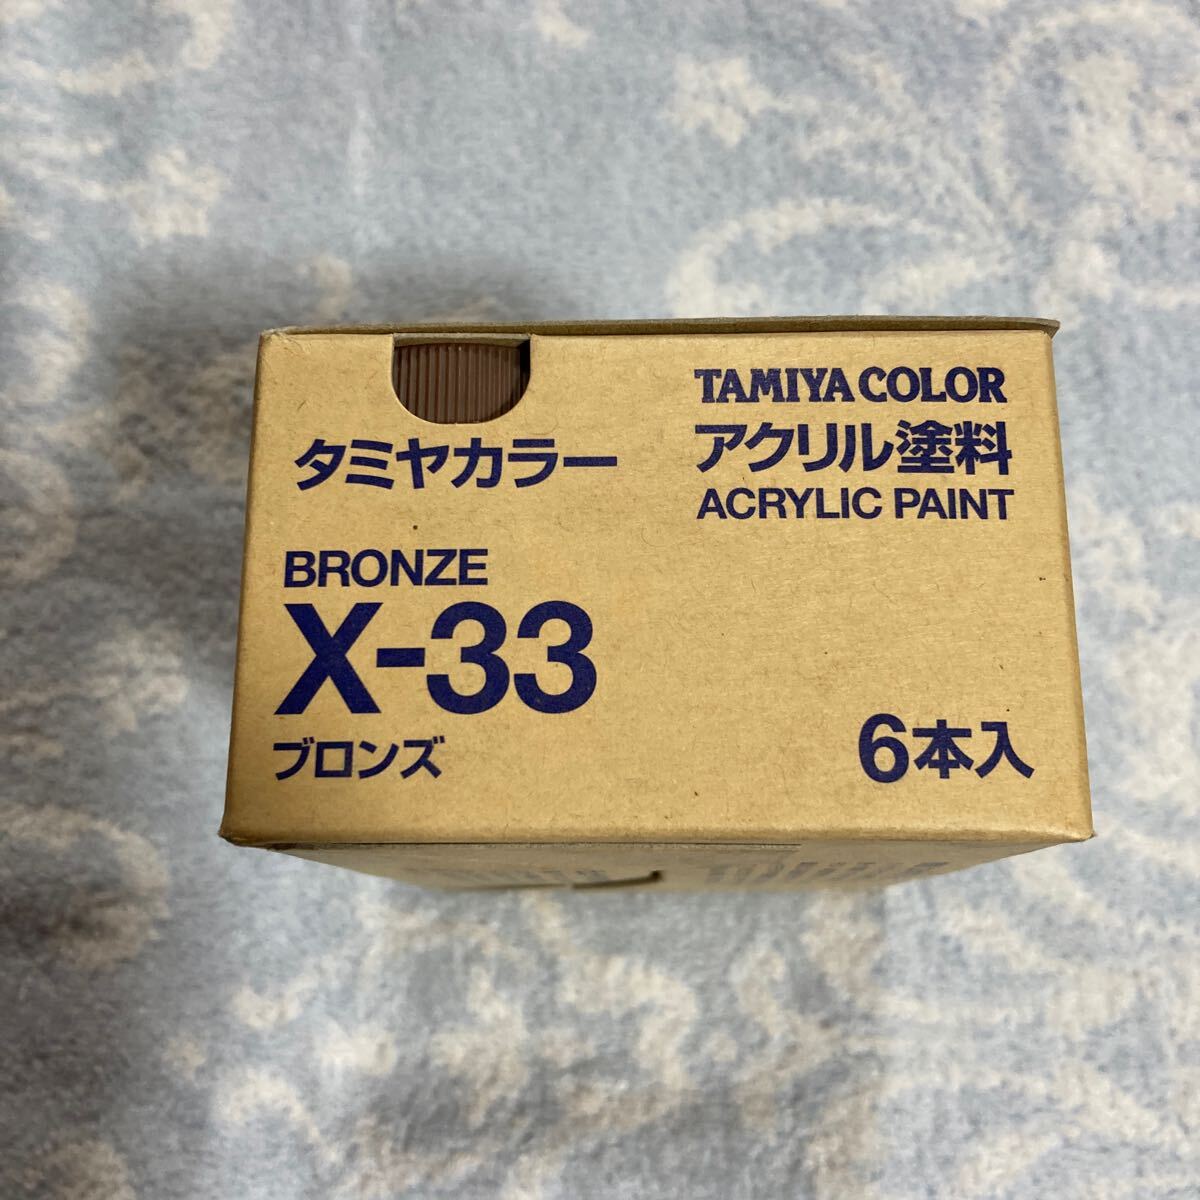 タミヤカラー
TAMIYA COLOR
アクリル塗料
ACRYLIC PAINT
BRONZE
X-33
ブロンズ
6本入